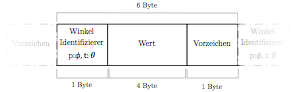 6 Byte
Vorzeichen
Winkel
Identifizierer
p:ϕ, t: θ
Wert
Vorzeichen
Winkel
Identifizierer
p:ϕ, t: θ
1 Byte
4 Byte
1 Byte